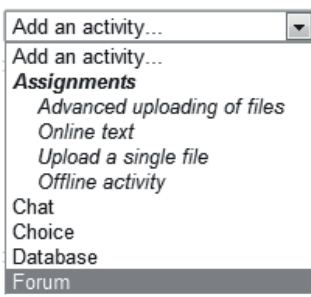 Add an activity...
Add an activity...
Assignments
Advanced uploading of files
Online text
Upload a single file
Offline activity
Chat
Choice
Database
Forum